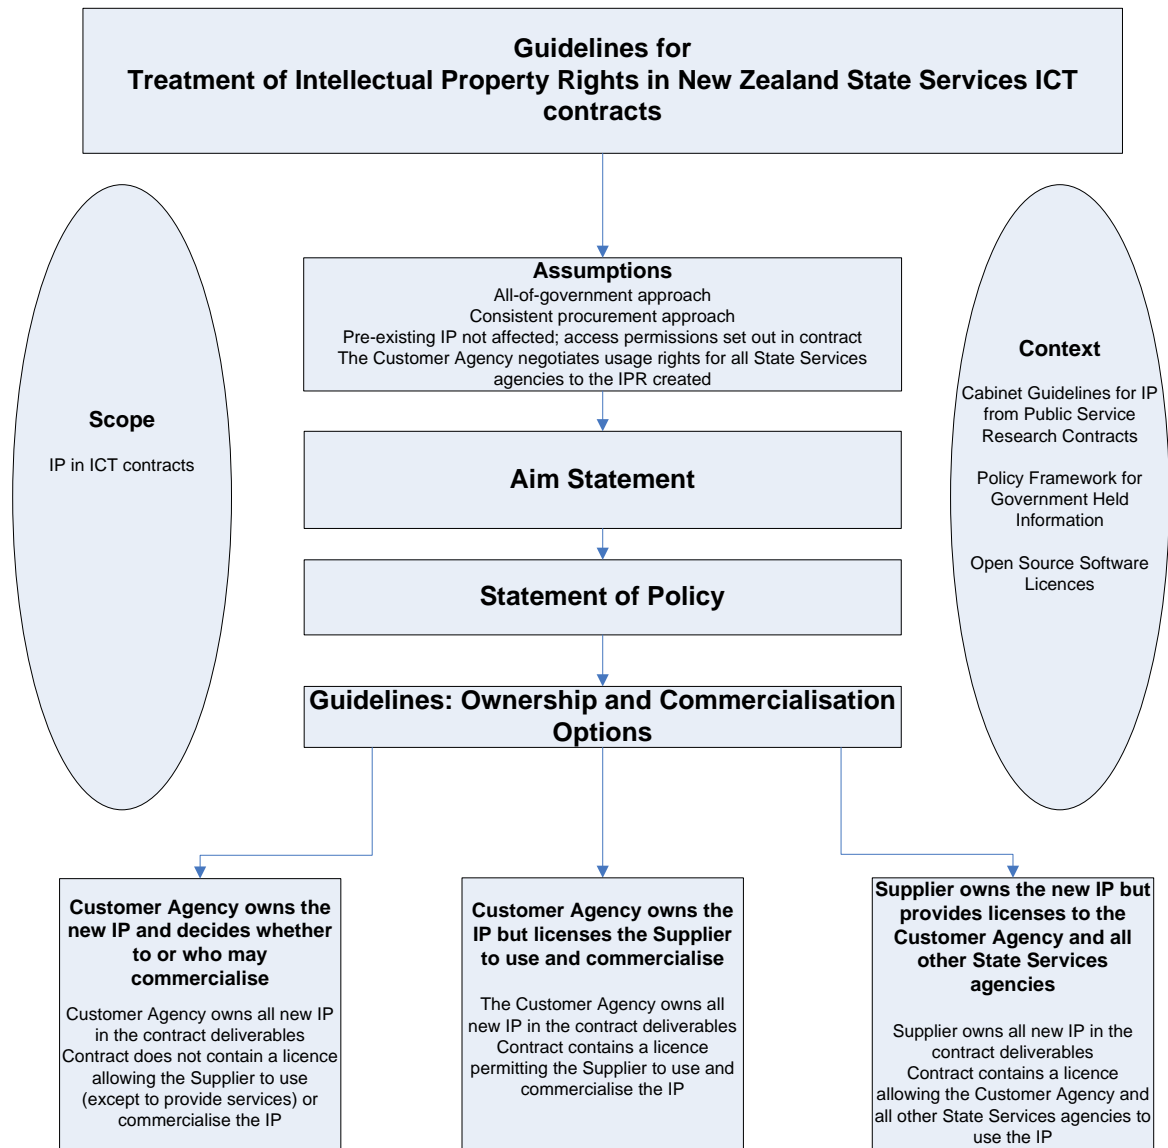 Guidelines for
Treatment of Intellectual Property Rights in New Zealand State Services ICT
contracts
Assumptions
All-of-government approach
Consistent procurement approach
Pre-existing IP not affected; access permissions set out in contract
The Customer Agency negotiates usage rights for all State Services
agencies to the IPR created
Scope
IP in ICT contracts
Context
Cabinet Guidelines for IP
from Public Service
Research Contracts
Policy Framework for
Government Held
Information
Open Source Software
Licences
Aim Statement
Statement of Policy
Guidelines: Ownership and Commercialisation
Options
Customer Agency owns the
new IP and decides whether
to or who may
commercialise
Customer Agency owns all new IP
in the contract deliverables
Contract does not contain a licence
allowing the Supplier to use
(except to provide services) or
commercialise the IP
Customer Agency owns the
IP but licenses the Supplier
to use and commercialise
The Customer Agency owns all
new IP in the contract deliverables
Contract contains a licence
permitting the Supplier to use and
commercialise the IP
Supplier owns the new IP but
provides licenses to the
Customer Agency and all
other State Services
agencies
Supplier owns all new IP in the
contract deliverables
Contract contains a licence
allowing the Customer Agency and
all other State Services agencies to
use the IP